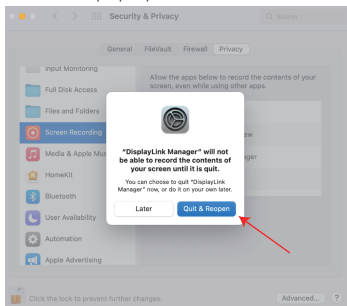 Security & Privacy
Search
General
FileVault
Firewall
Privacy
Input Monitoring
Full Disk Access
Files and Folders
Screen Recording
Media & Apple Mus
HomeKit
Bluetooth
User Availability
Automation
Apple Advertising
Allow the apps below to record the contents of your
screen, even while using other apps.
ew
ager
"DisplayLink Manager" will not
be able to record the contents of
your screen until it is quit.
You can choose to quit "DisplayLink
Manager" now, or do it on your own later.
Later
Quit & Reopen
Click the lock to prevent further changes.
Advanced...
?